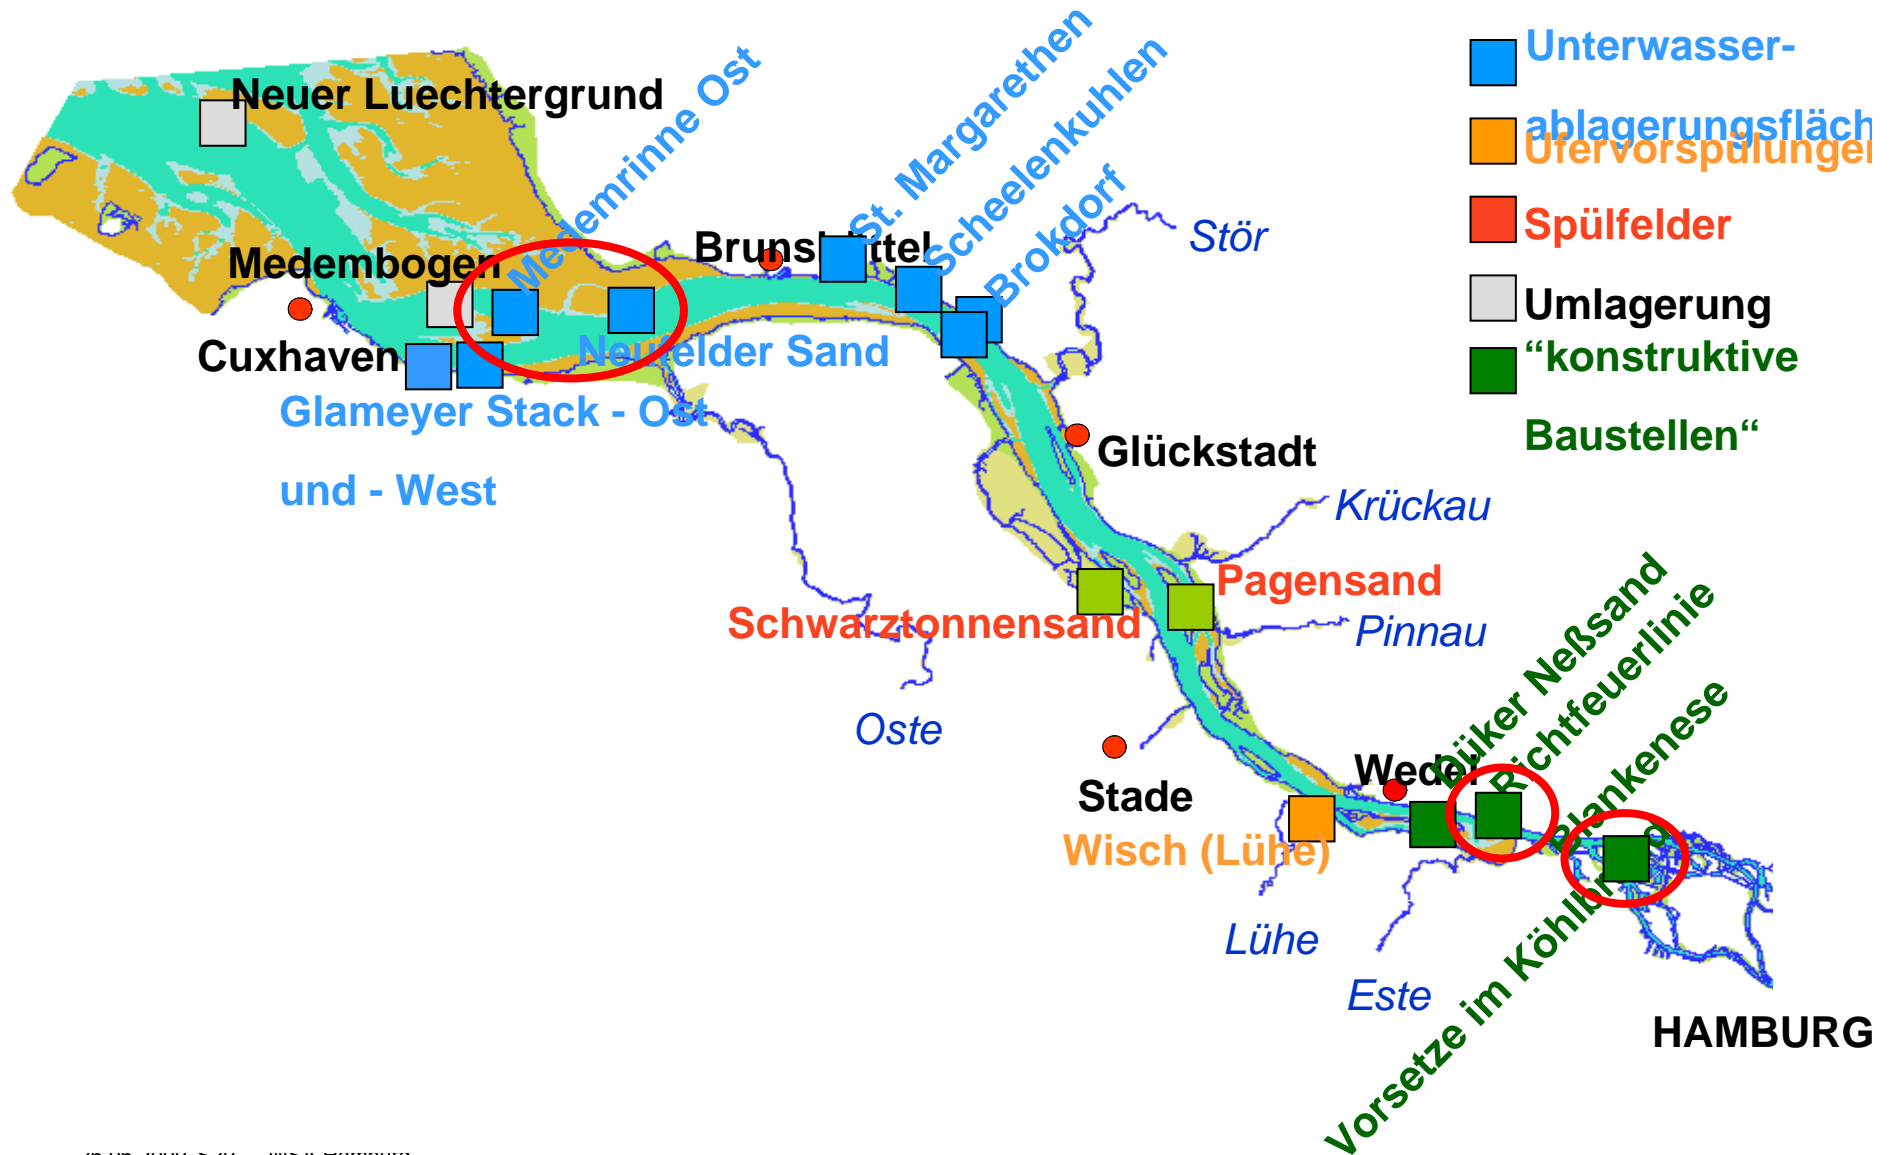 Neuer Luechtergrund
Medemrinne Ost
St. Margarethen
Scheelenkuhlen
Brokdorf
Unterwasser-
ablagerungsfläch
Ufervorspülungen
Spülfelder
Umlagerung
“konstruktive
Baustellen“
Stör
Medembogen
Brunsbüttel
Cuxhaven
Neufelder Sand
Glameyer Stack - Ost
und - West
Glückstadt
Krückau
Pagensand
Schwarztonnensand
Pinnau
Oste
Düker Neßsand
Richtfeuerlinie
Blankenese
Stade
Wedel
Wisch (Lühe)
Lühe
Este
Vorsetze im Köhlbrand
HAMBURG